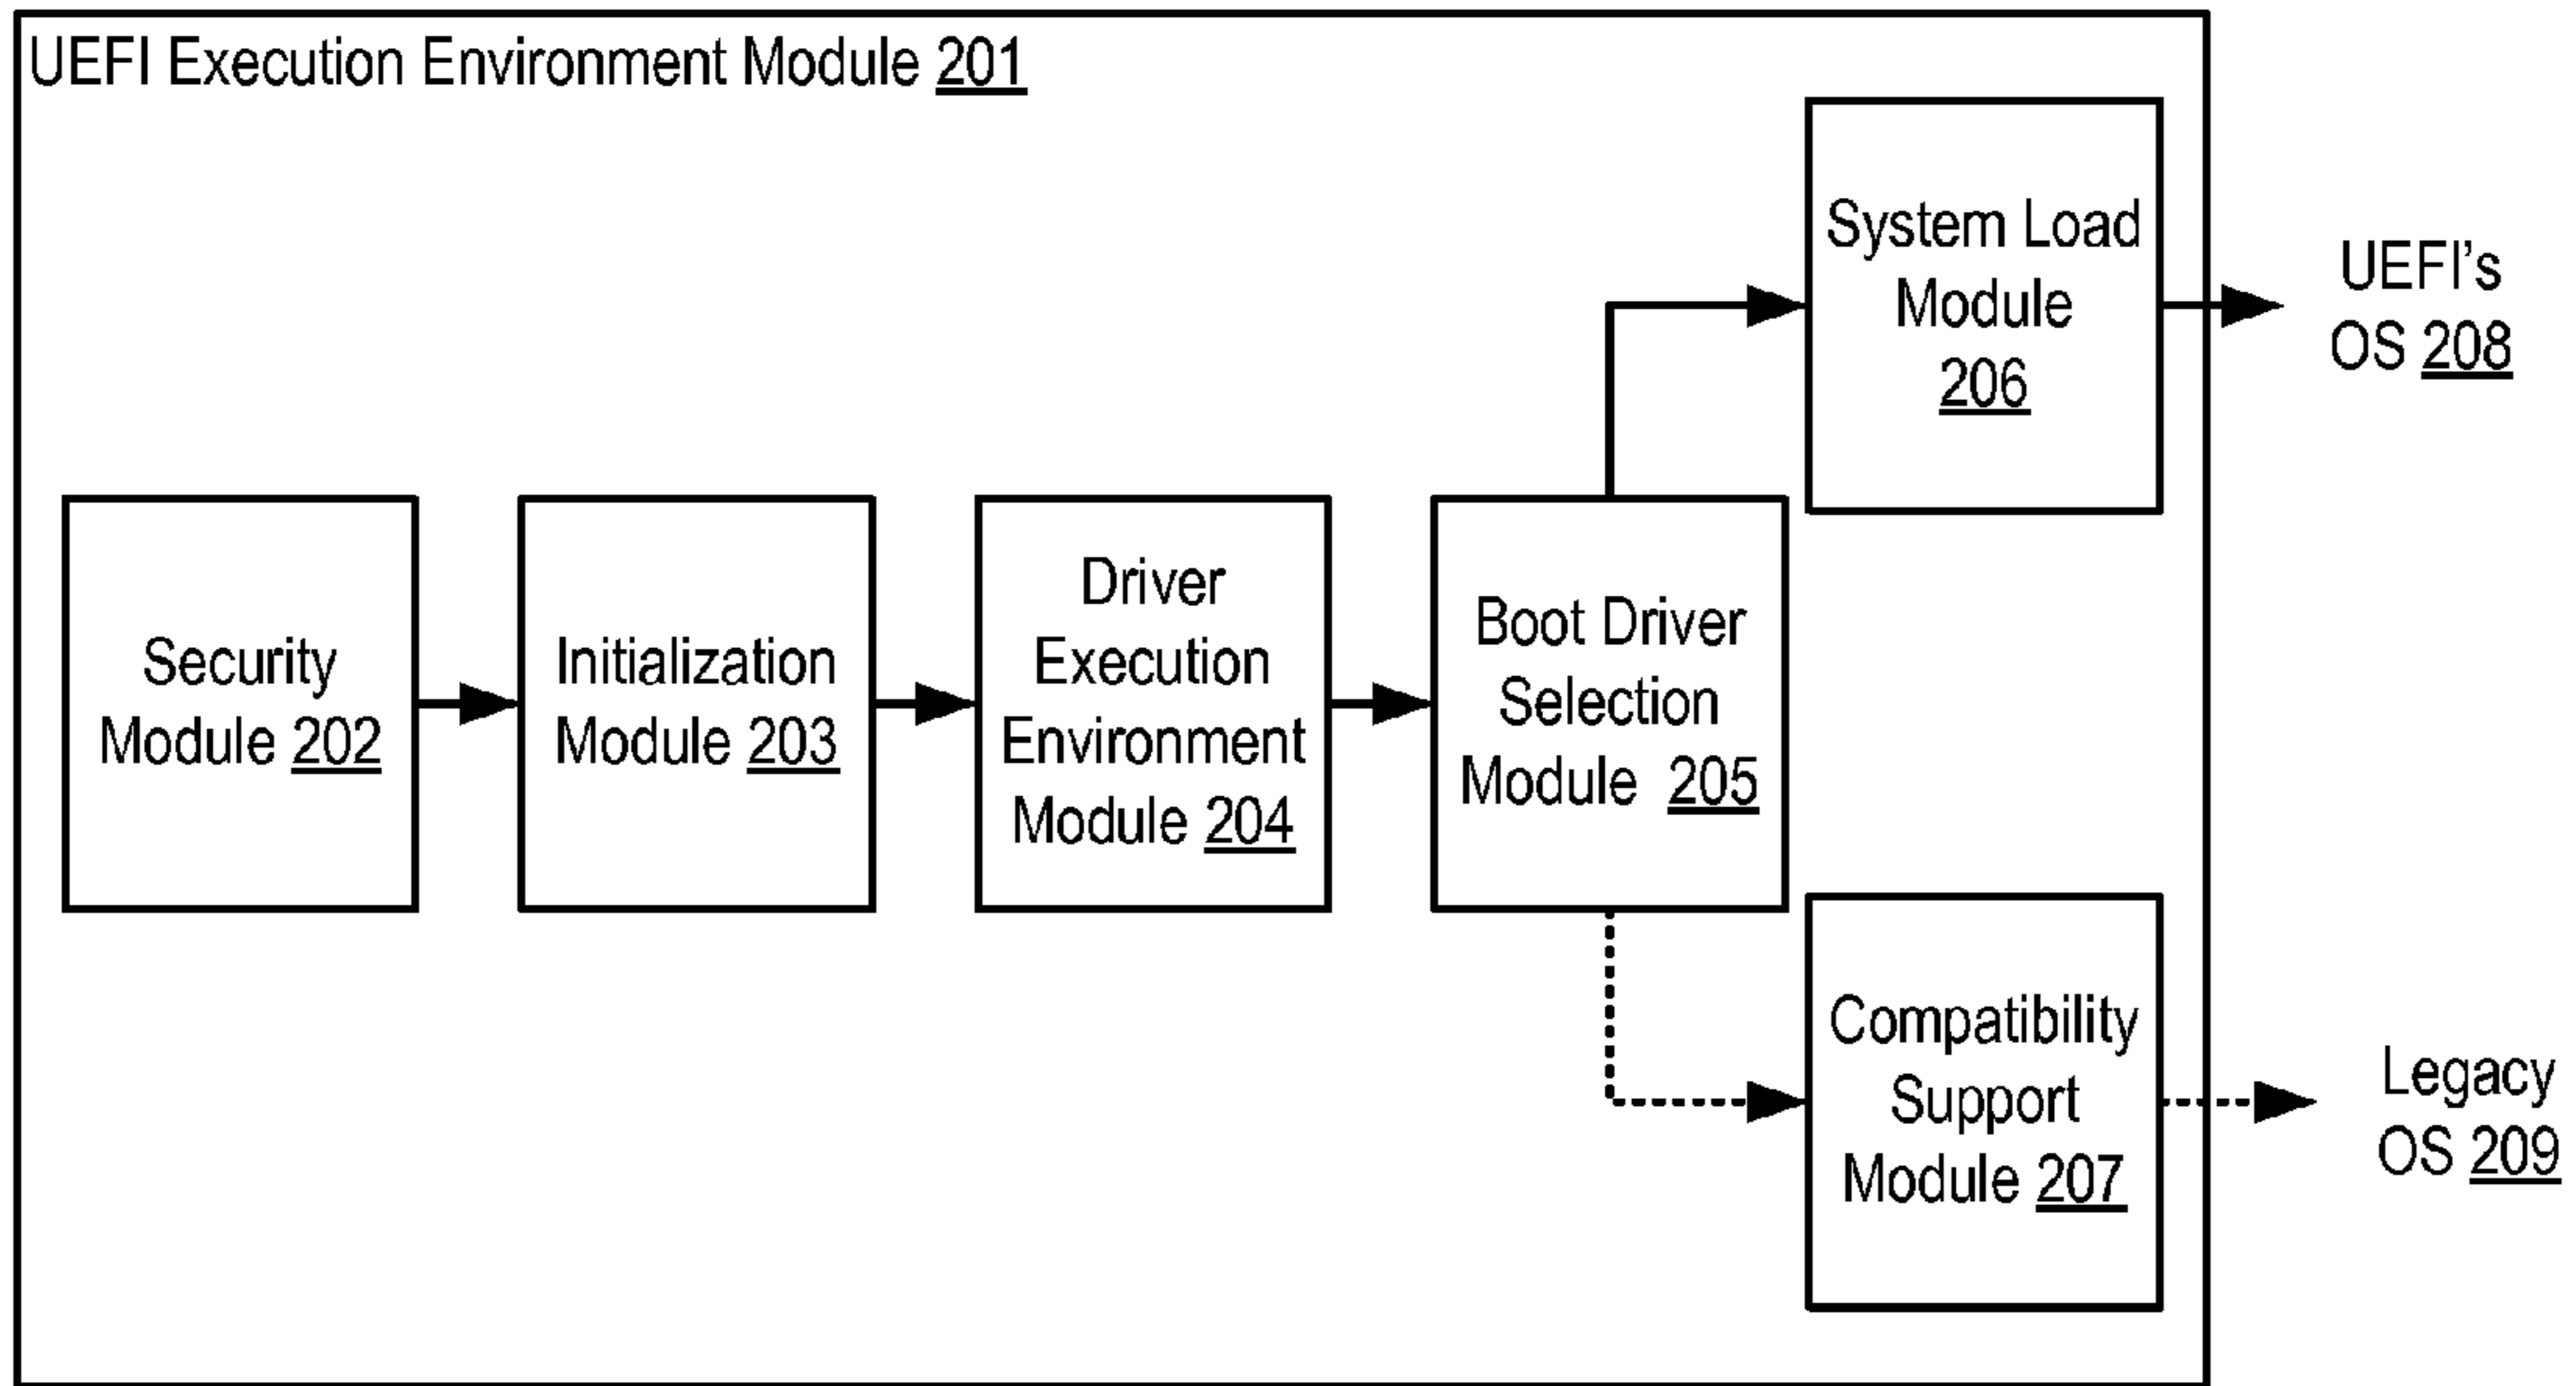 UEFI Execution Environment Module 201
System Load
Module
206
UEFI's
OS 208
Security
Module 202
Initialization
Module 203
Driver
Execution
Environment
Module 204
Boot Driver
Selection
Module 205
Compatibility
Support
Module 207
Legacy
OS 209